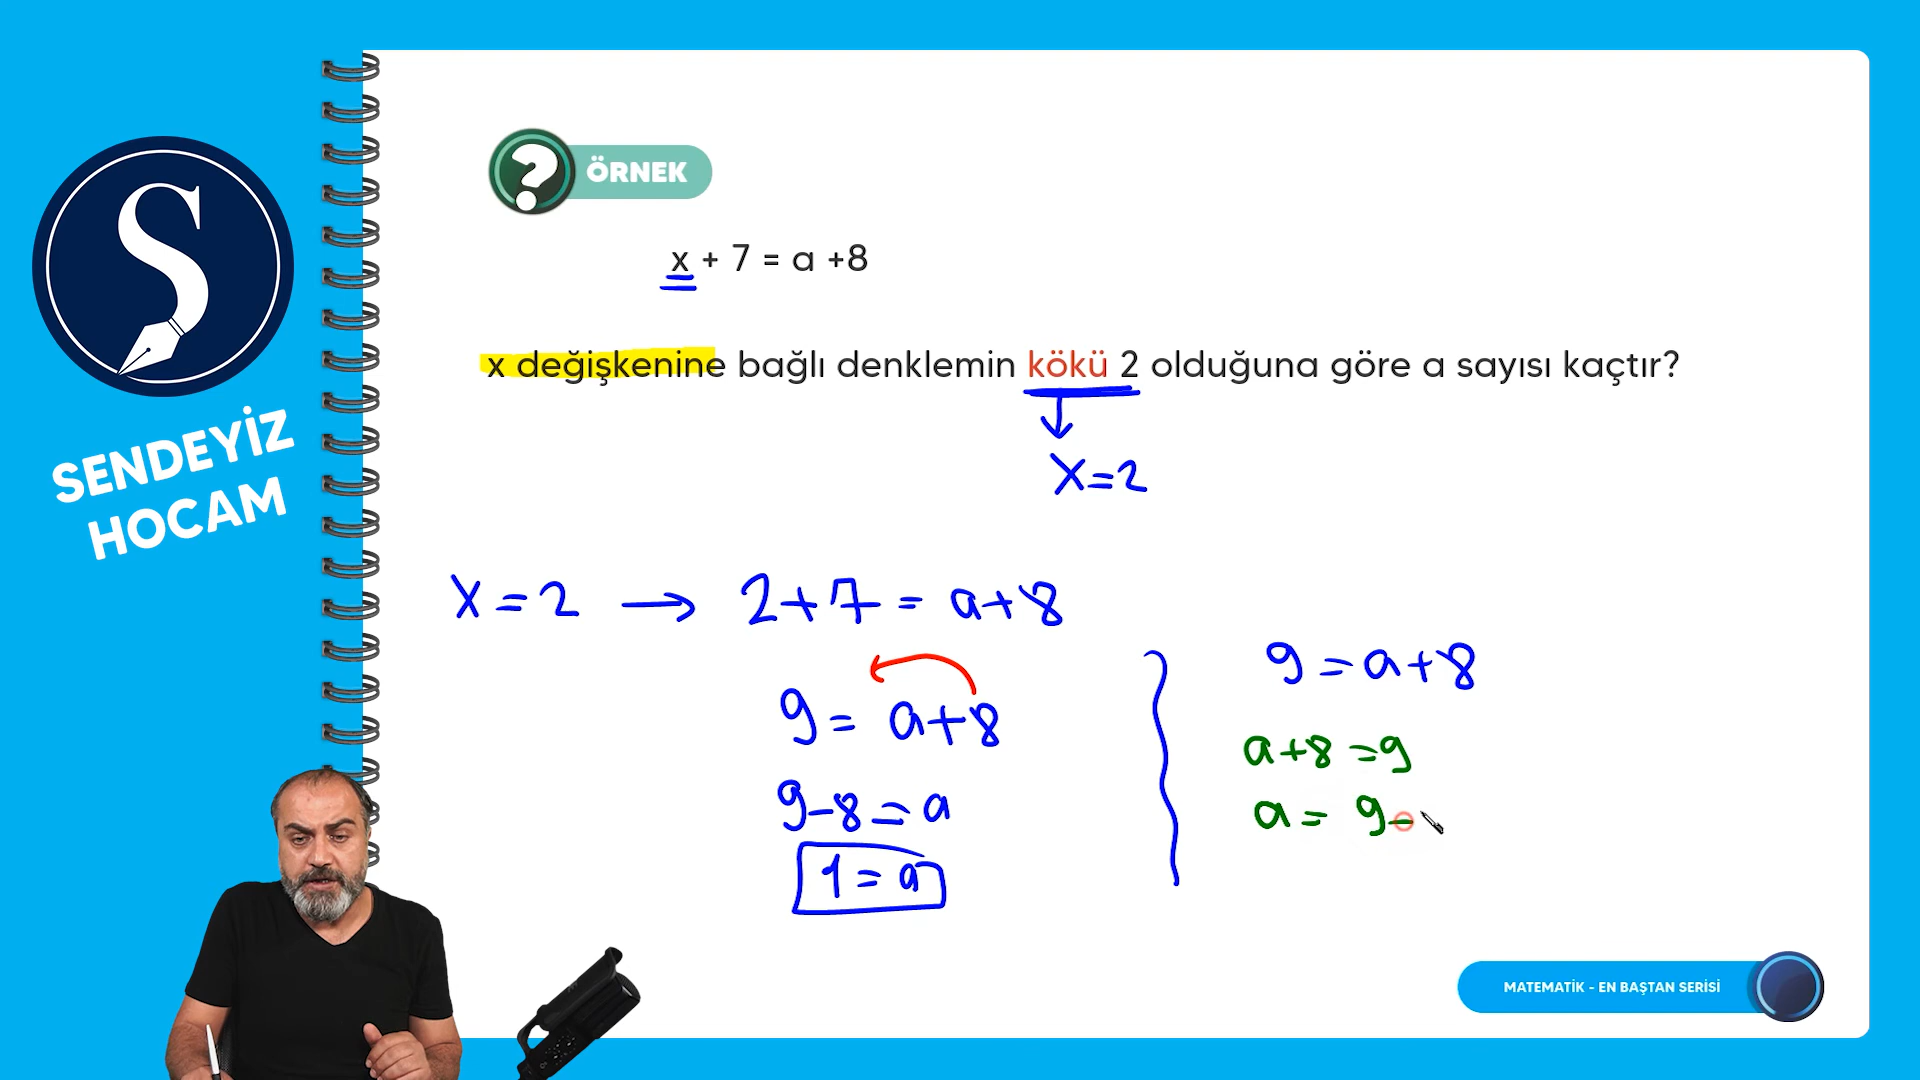 SENDEYİZ
HOCAM
? ÖRNEK
x + 7 = a +8
x değişkenine bağlı denklemin kökü 2 olduğuna göre a sayısı kaçtır?
X=2
X=2 → 2+7 = a+8
9 = a+8
9-8=a
1=a
9=a+8
a+8=9
a= 9-
MATEMATİK - EN BAŞTAN SERİSİ